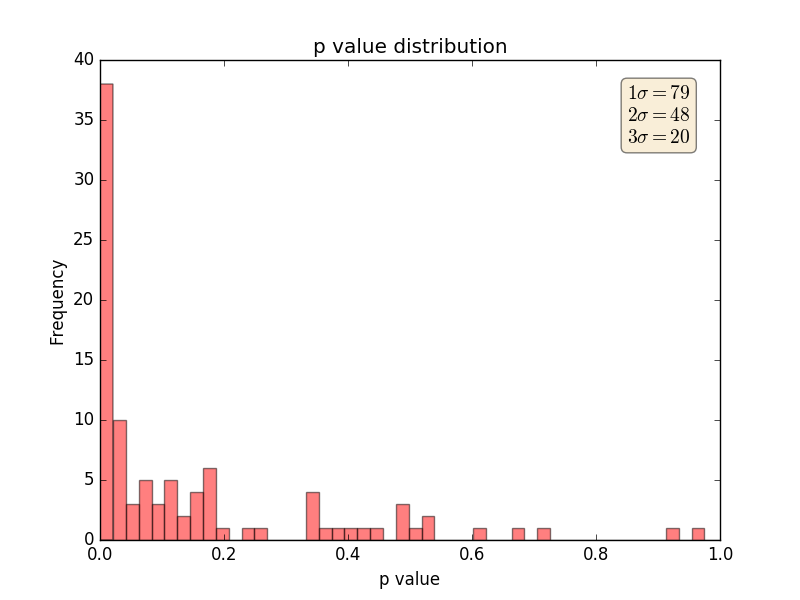 p value distribution
1σ = 79
2σ = 48
3σ = 20
40
35
30
25
20
15
10
5
0
Frequency
0.0 0.2 0.4 0.6 0.8 1.0
p value